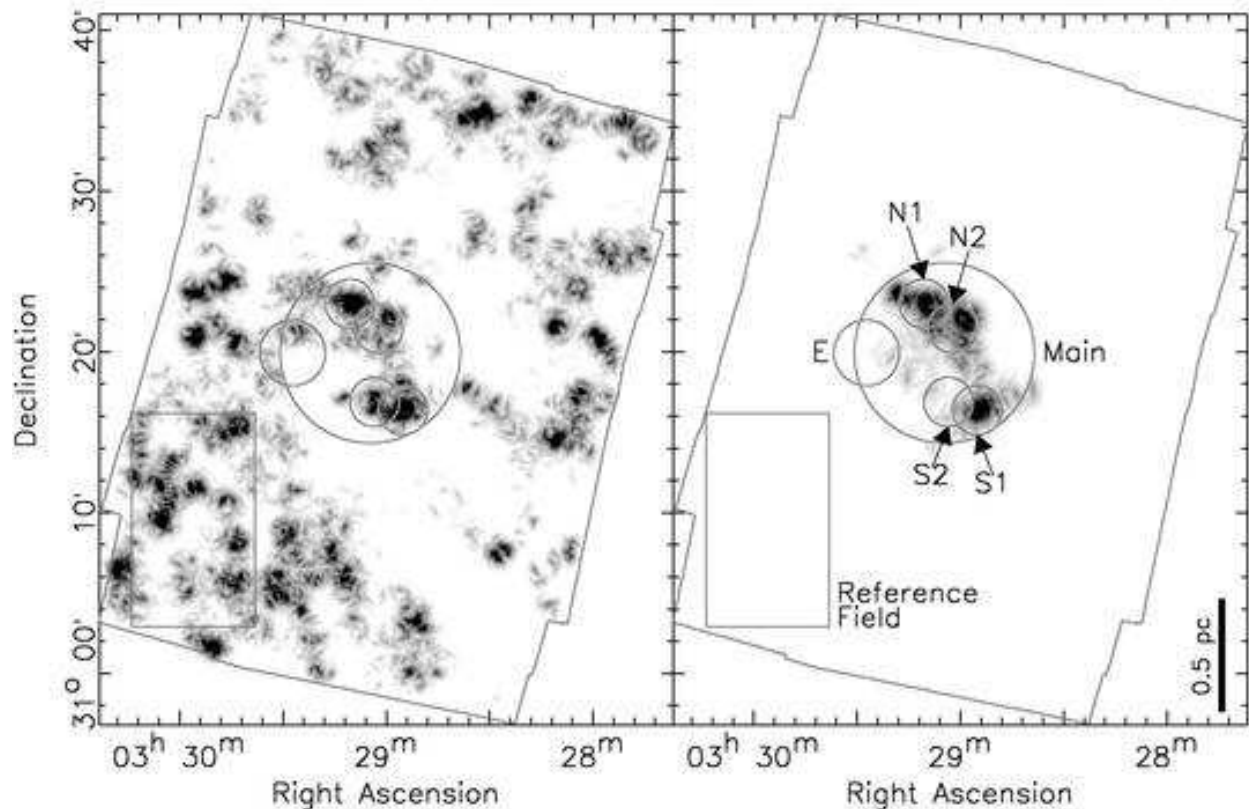 40'
30'
20'
10'
00'
31°
Declination
03ʰ 30ᵐ
29ᵐ
28ᵐ
Right Ascension
N1
N2
E
Main
S2
S1
Reference
Field
0.5 pc
03ʰ 30ᵐ
29ᵐ
28ᵐ
Right Ascension